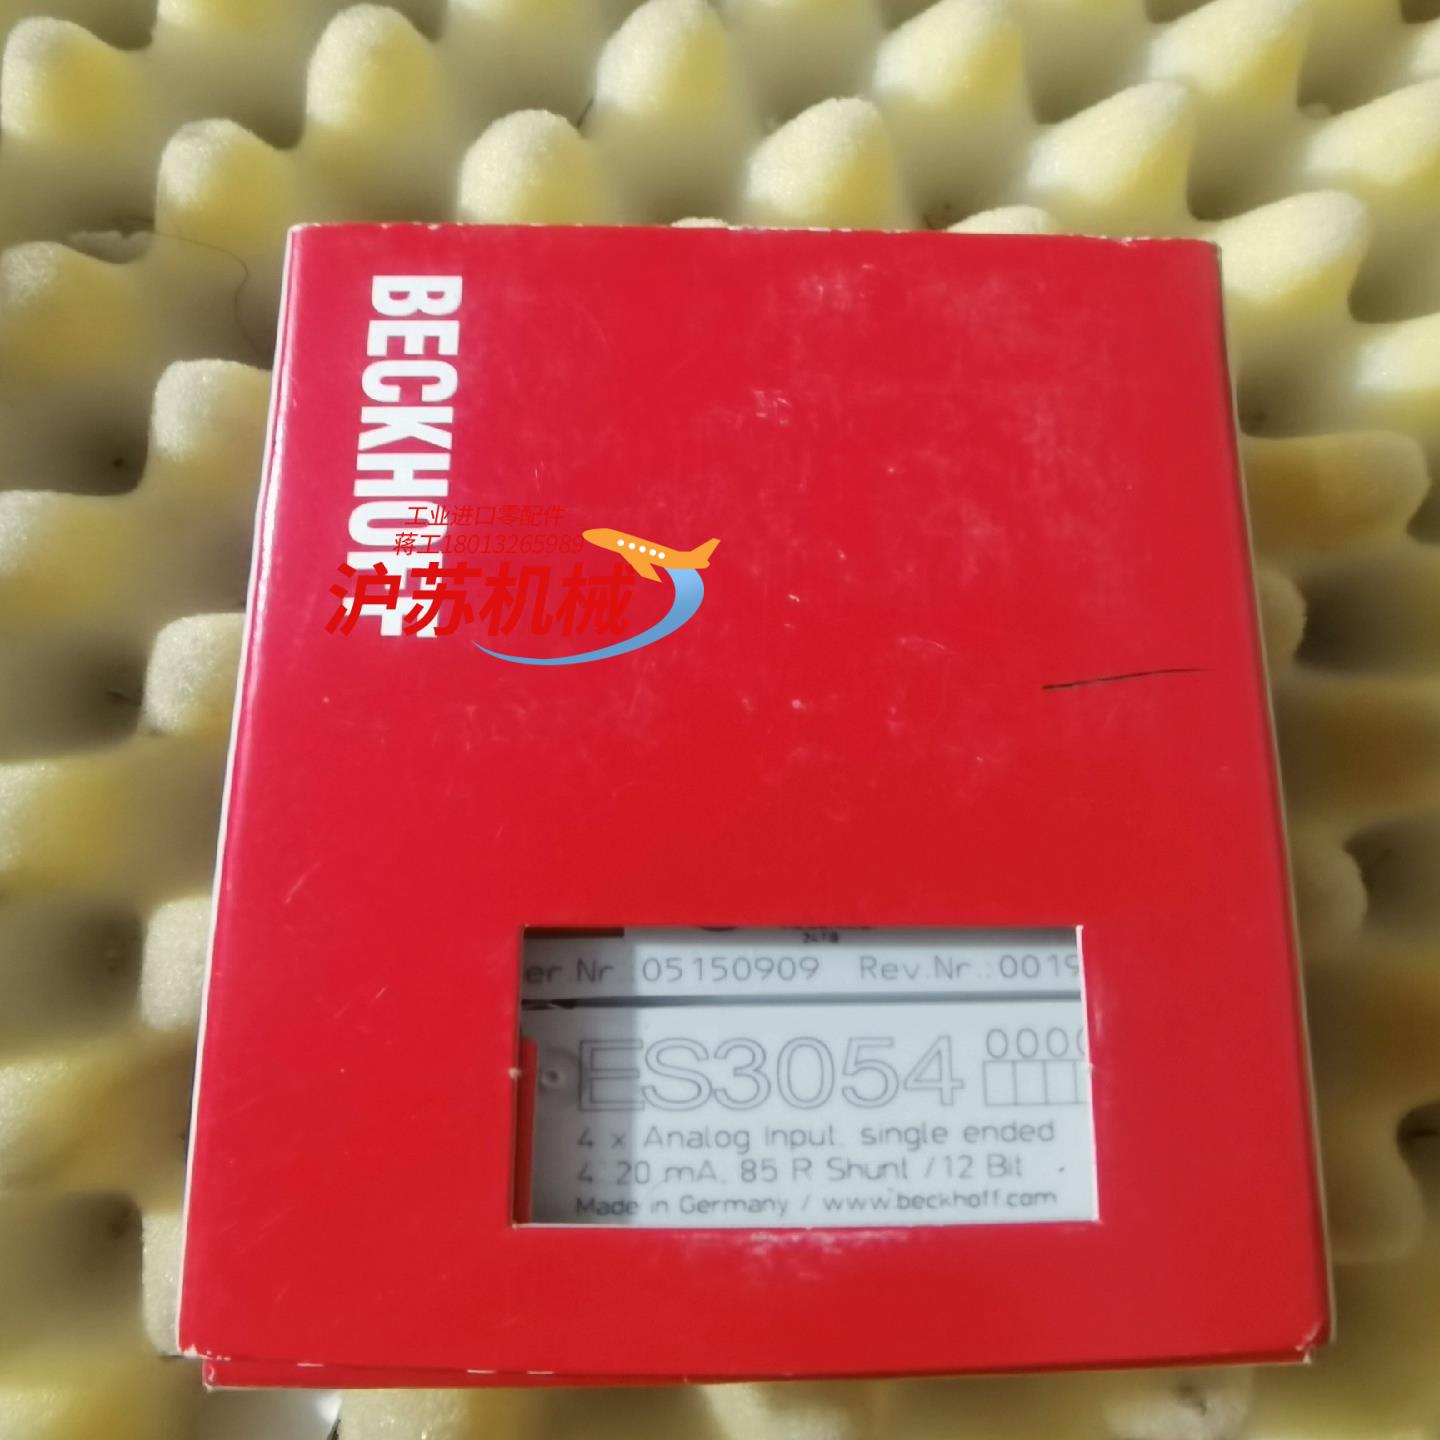 BECKHOFF
工业进口零配件
蒋工18013265989
沪苏机械
er Nr.:05150909 Rev.Nr.:0019
ES3054 0000
4 x Analog Input, single ended
4..20 mA, 85 R Shunt / 12 Bit
Made in Germany / www.beckhoff.com